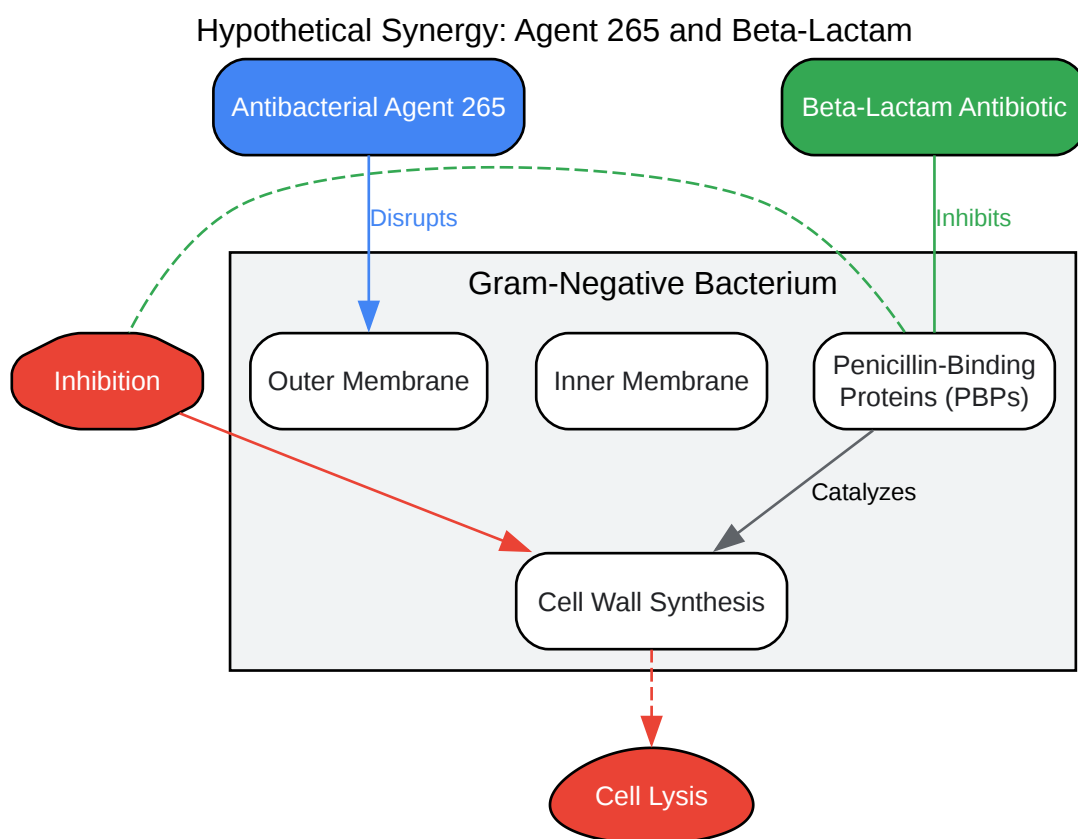 Hypothetical Synergy: Agent 265 and Beta-Lactam
Antibacterial Agent 265
Beta-Lactam Antibiotic
Disrupts
Inhibits
Gram-Negative Bacterium
Inhibition
Outer Membrane
Inner Membrane
Penicillin-Binding
Proteins (PBPs)
Catalyzes
Cell Wall Synthesis
Cell Lysis